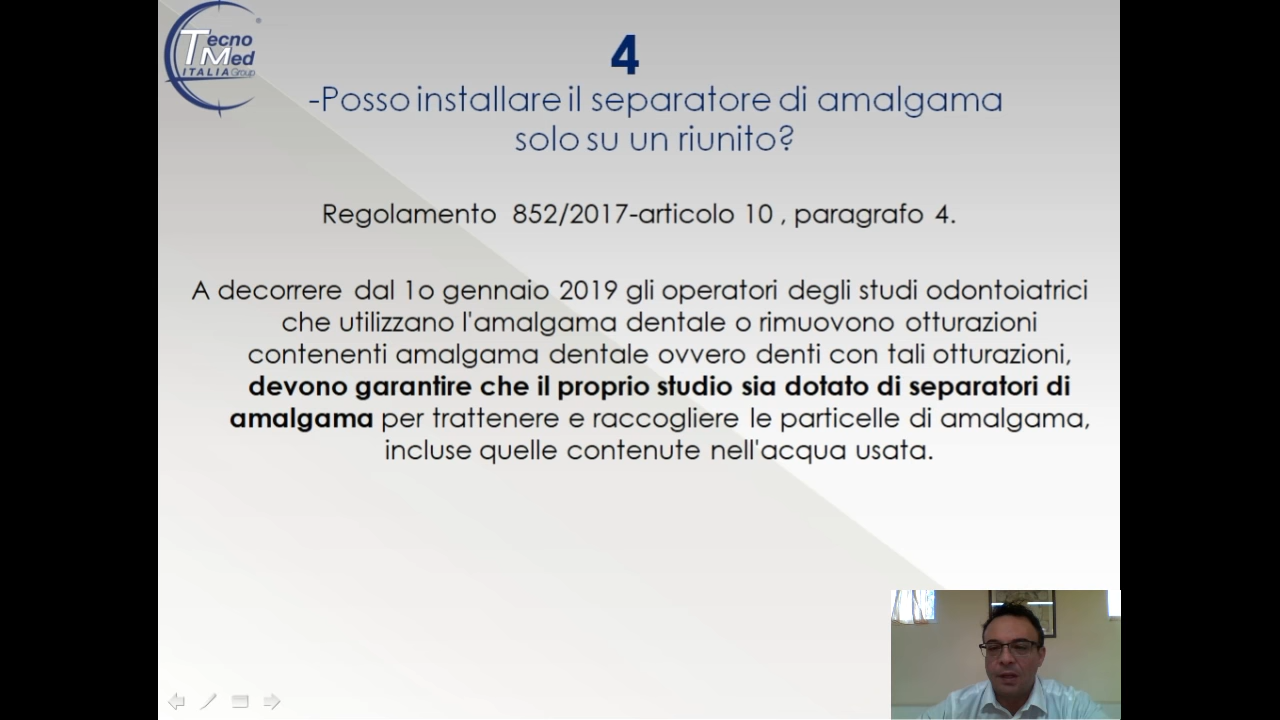 Tecno
Med
ITALIA Group
®
4
-Posso installare il separatore di amalgama
solo su un riunito?
Regolamento 852/2017-articolo 10 , paragrafo 4.
A decorrere dal 1o gennaio 2019 gli operatori degli studi odontoiatrici
che utilizzano l'amalgama dentale o rimuovono otturazioni
contenenti amalgama dentale ovvero denti con tali otturazioni,
devono garantire che il proprio studio sia dotato di separatori di
amalgama per trattenere e raccogliere le particelle di amalgama,
incluse quelle contenute nell'acqua usata.